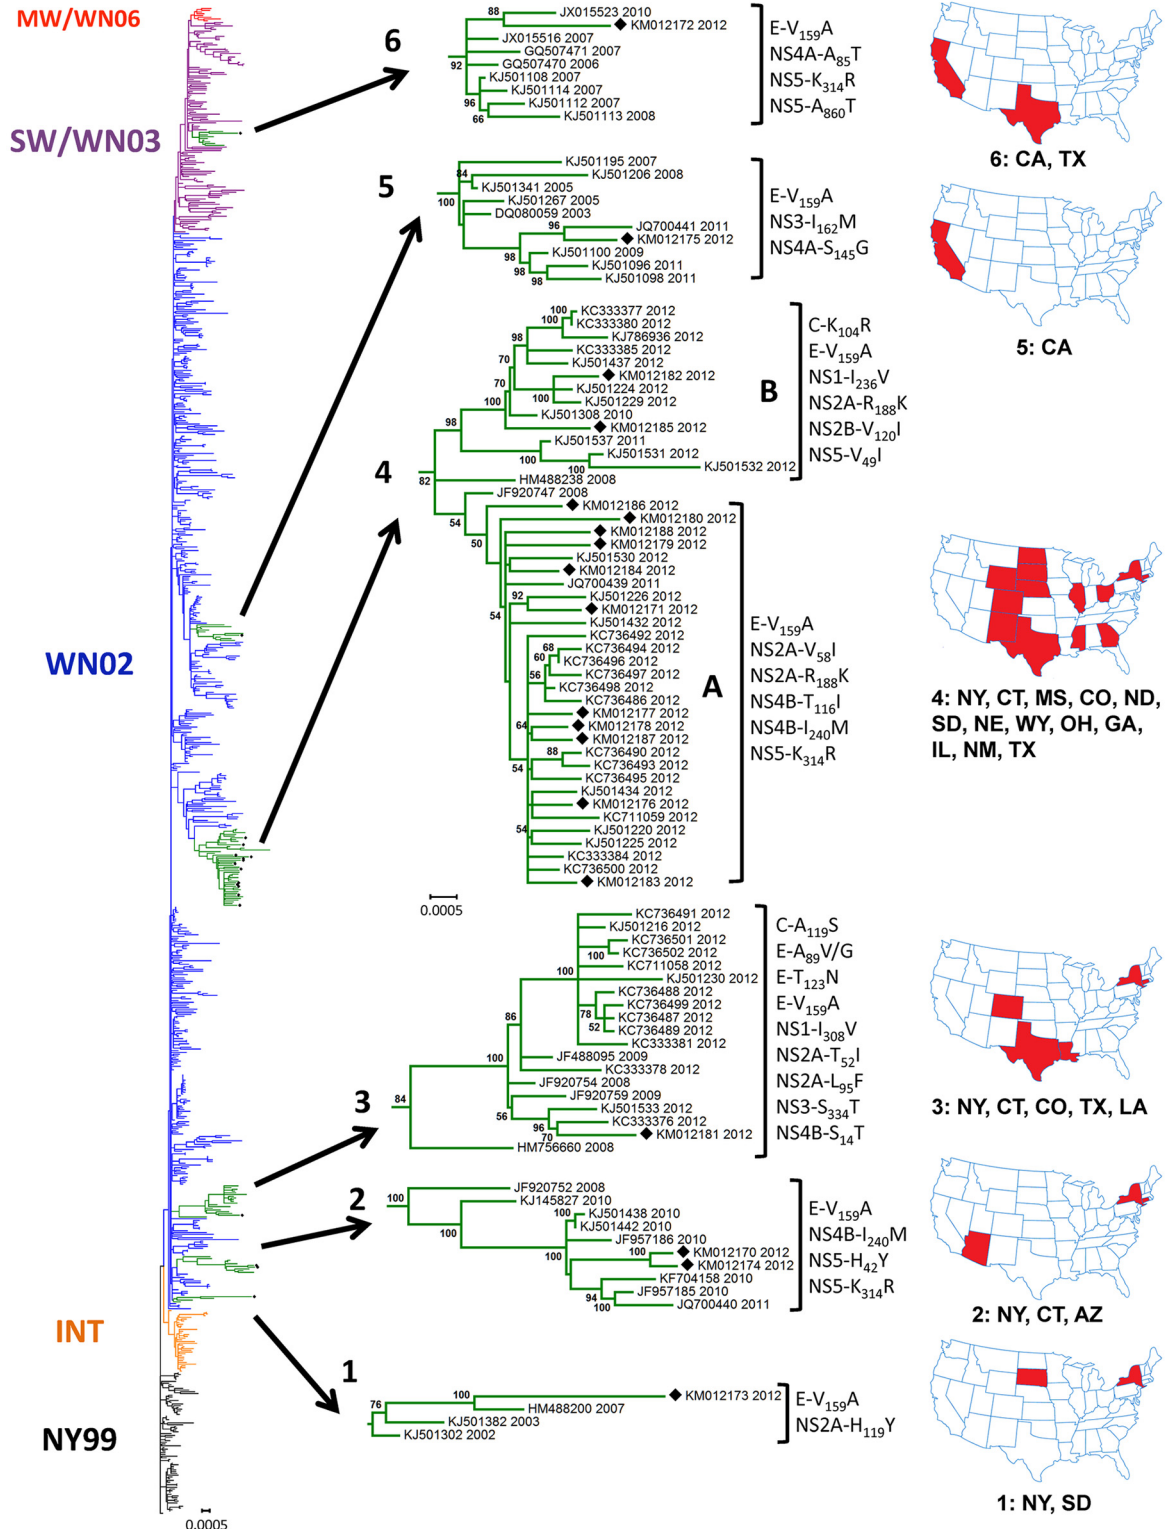 MW/WN06
SW/WN03
WN02
INT
NY99
0.0005
6
88
92
96
66
JX015523 2010
KM012172 2012
JX015516 2007
GQ507471 2007
GQ507470 2006
KJ501108 2007
KJ501114 2007
KJ501112 2007
KJ501113 2008
E-V159A
NS4A-A85T
NS5-K314R
NS5-A860T
6: CA, TX
5
84
100
96
98
98
98
KJ501195 2007
KJ501206 2008
KJ501341 2005
KJ501267 2005
DQ080059 2003
JQ700441 2011
KM012175 2012
KJ501100 2009
KJ501096 2011
KJ501098 2011
E-V159A
NS3-I162M
NS4A-S145G
5: CA
4
82
98
100
70
70
98
100
100
100
100
100
KC333377 2012
KC333380 2012
KJ786936 2012
KC333385 2012
KJ501437 2012
KM012182 2012
KJ501224 2012
KJ501229 2012
KJ501308 2010
KM012185 2012
KJ501537 2011
KJ501531 2012
KJ501532 2012
B
C-K104R
E-V159A
NS1-I236V
NS2A-R188K
NS2B-V120I
NS5-V49I
HM488238 2008
JF920747 2008
54
50
54
92
68
60
56
64
88
54
54
KM012186 2012
KM012180 2012
KM012188 2012
KM012179 2012
KJ501530 2012
KM012184 2012
JQ700439 2011
KJ501226 2012
KM012171 2012
KJ501432 2012
KC736492 2012
KC736494 2012
KC736496 2012
KC736497 2012
KC736498 2012
KC736486 2012
KM012177 2012
KM012178 2012
KM012187 2012
KC736490 2012
KC736493 2012
KC736495 2012
KJ501434 2012
KM012176 2012
KC711059 2012
KJ501220 2012
KJ501225 2012
KC333384 2012
KC736500 2012
KM012183 2012
A
E-V159A
NS2A-V58I
NS2A-R188K
NS4B-T116I
NS4B-I240M
NS5-K314R
4: NY, CT, MS, CO, ND,
SD, NE, WY, OH, GA,
IL, NM, TX
0.0005
3
84
100
86
100
100
78
52
56
96
70
KC736491 2012
KJ501216 2012
KC736501 2012
KC736502 2012
KC711058 2012
KJ501230 2012
KC736488 2012
KC736499 2012
KC736487 2012
KC736489 2012
KC333381 2012
JF488095 2009
KC333378 2012
JF920754 2008
JF920759 2009
KJ501533 2012
KC333376 2012
KM012181 2012
HM756660 2008
C-A119S
E-A89V/G
E-T123N
E-V159A
NS1-I308V
NS2A-T52I
NS2A-L95F
NS3-S334T
NS4B-S14T
3: NY, CT, CO, TX, LA
2
100
100
100
100
100
94
100
JF920752 2008
KJ145827 2010
KJ501438 2010
KJ501442 2010
JF957186 2010
KM012170 2012
KM012174 2012
KF704158 2010
JF957185 2010
JQ700440 2011
E-V159A
NS4B-I240M
NS5-H42Y
NS5-K314R
2: NY, CT, AZ
1
76
100
KM012173 2012
HM488200 2007
KJ501382 2003
KJ501302 2002
E-V159A
NS2A-H119Y
1: NY, SD